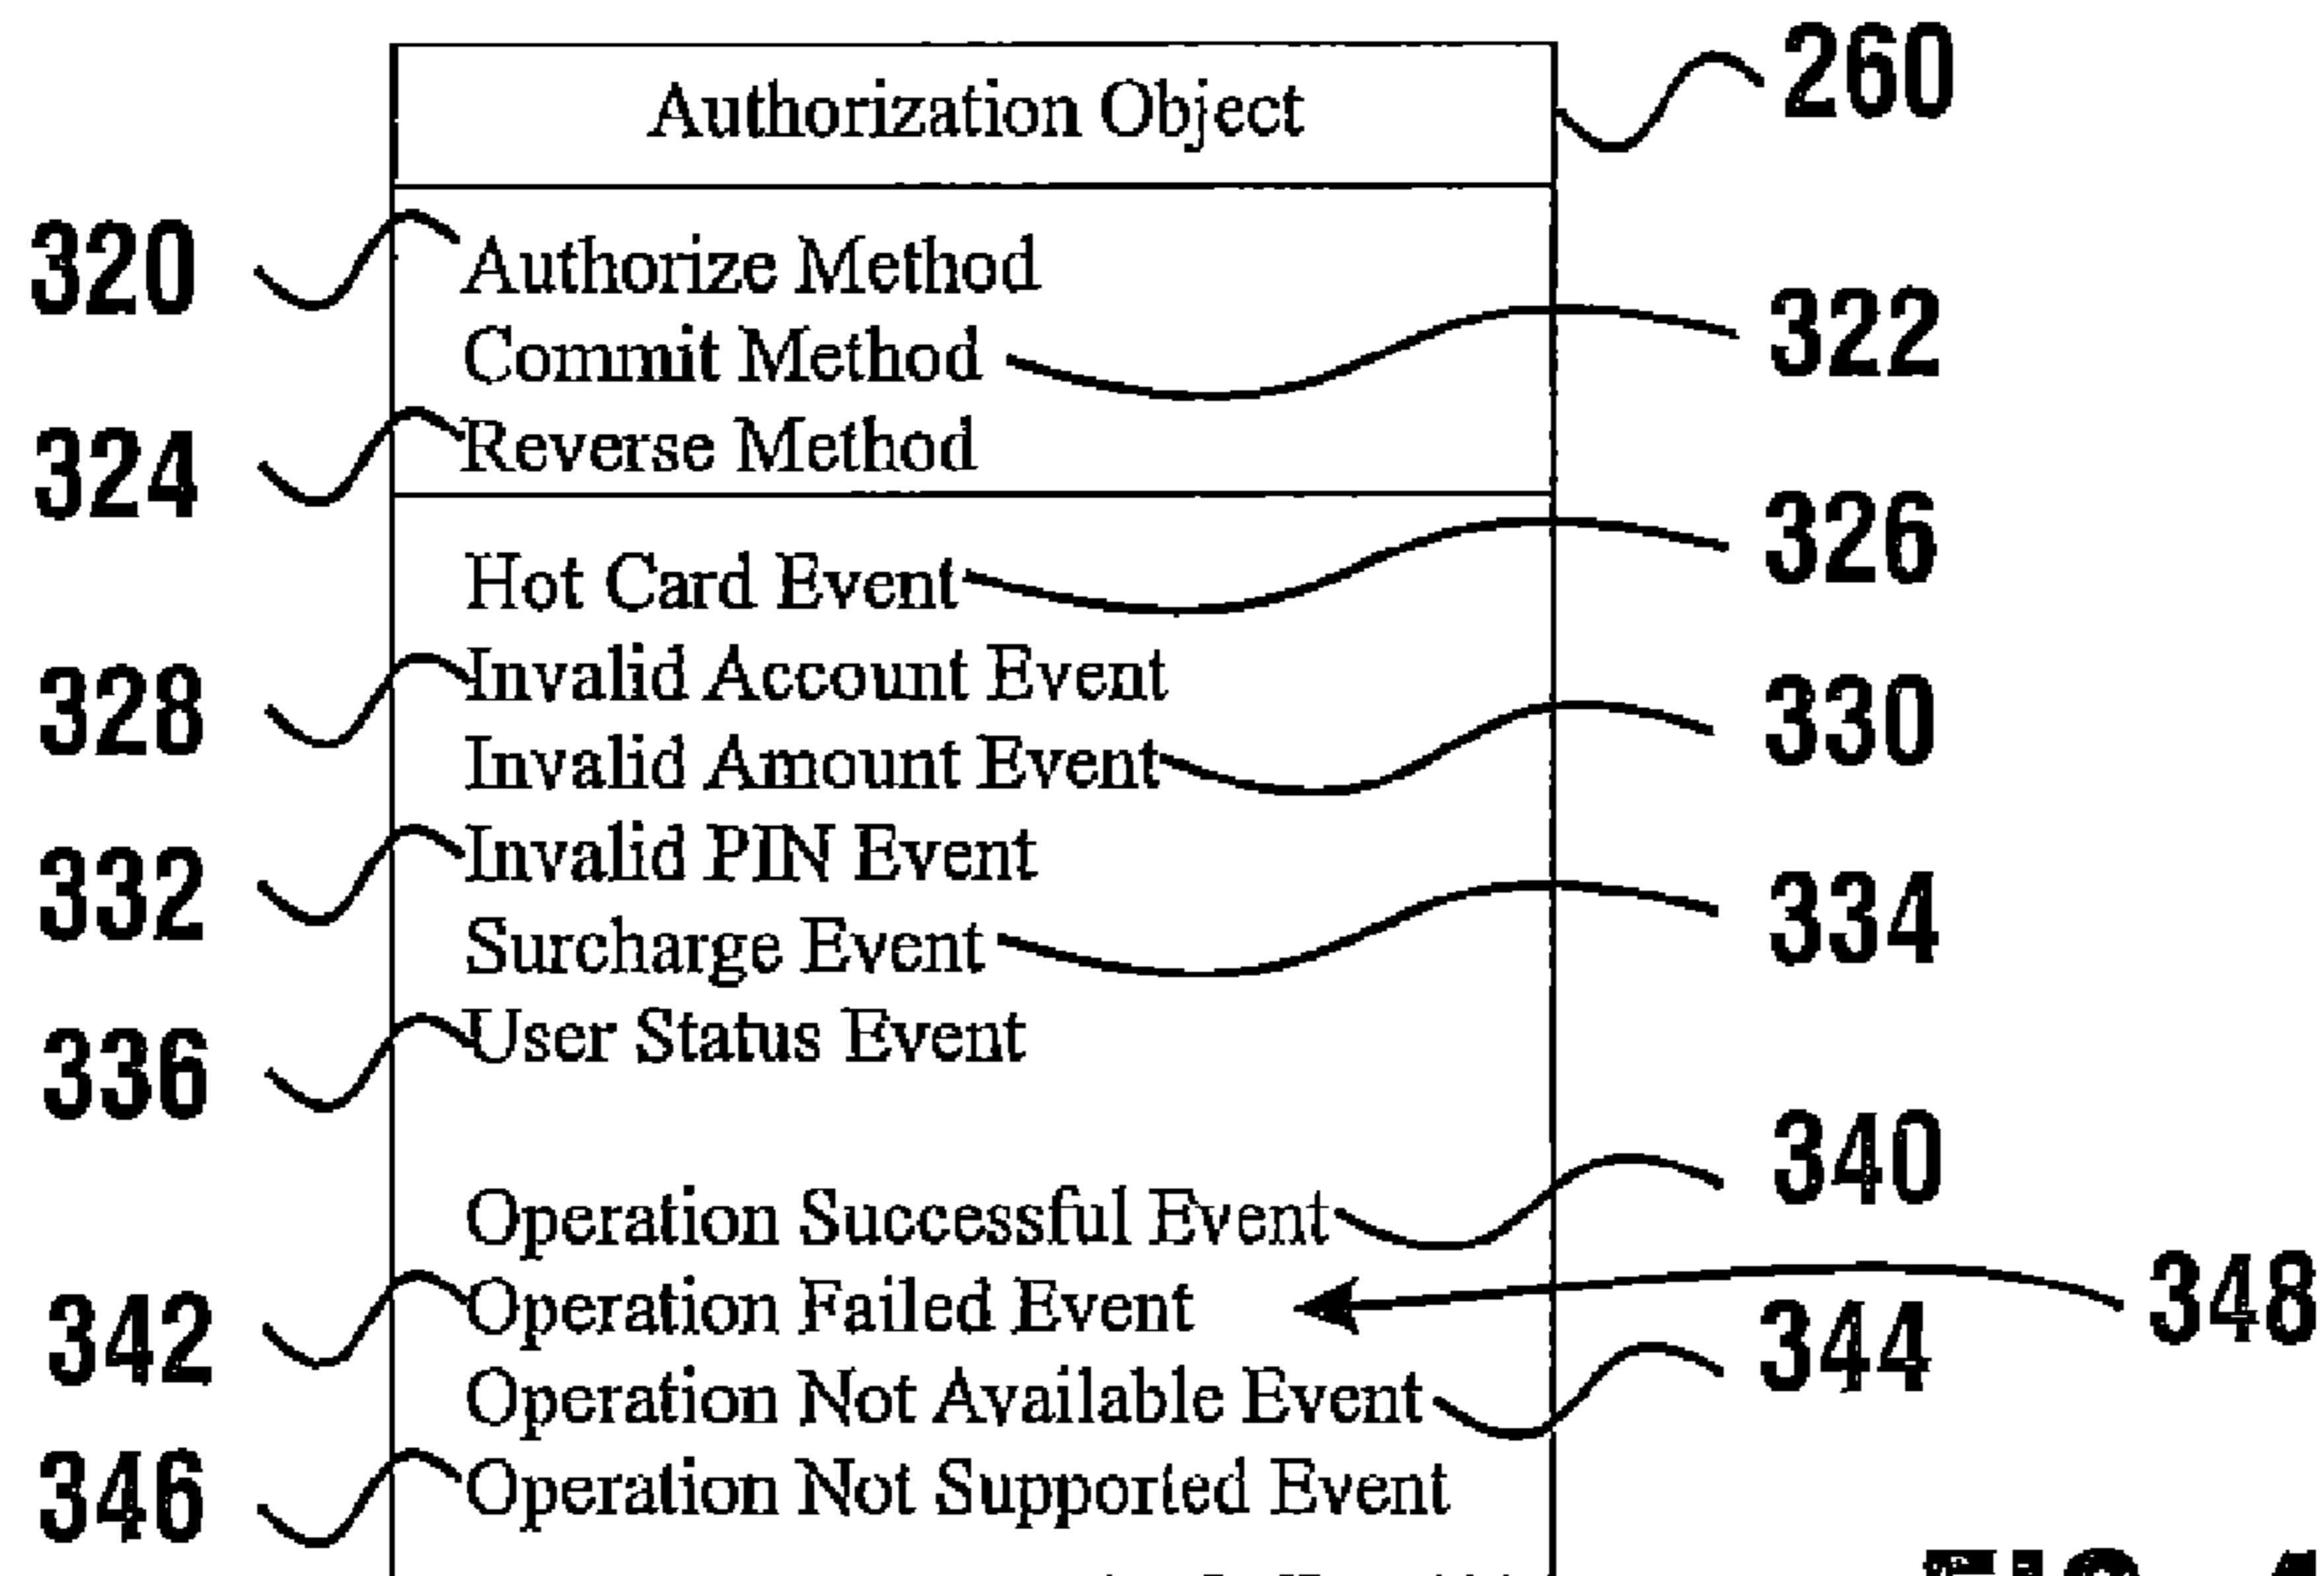 Authorization Object
260
320
Authorize Method
322
Commit Method
324
Reverse Method
326
Hot Card Event
328
Invalid Account Event
330
Invalid Amount Event
332
Invalid PIN Event
334
Surcharge Event
336
User Status Event
340
Operation Successful Event
342
Operation Failed Event
348
344
Operation Not Available Event
346
Operation Not Supported Event